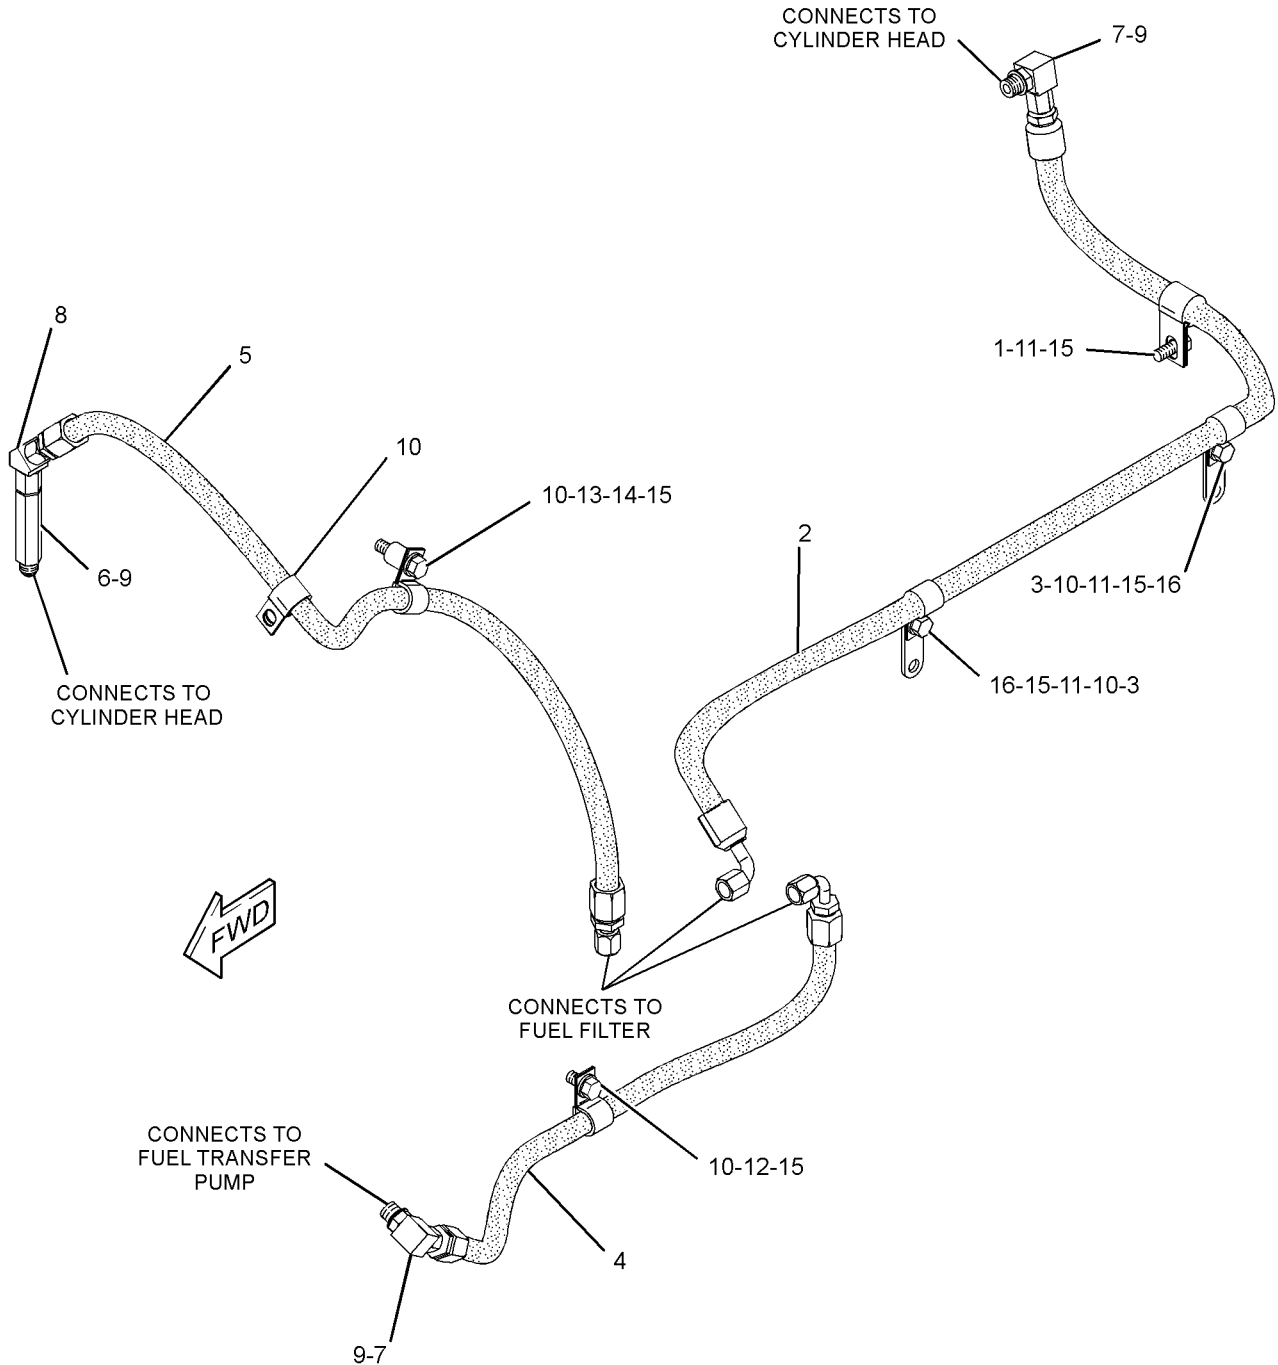 CONNECTS TO
CYLINDER HEAD
7-9
8
5
1-11-15
10
10-13-14-15
2
6-9
3-10-11-15-16
16-15-11-10-3
CONNECTS TO
CYLINDER HEAD
FWD
CONNECTS TO
FUEL FILTER
CONNECTS TO
FUEL TRANSFER
PUMP
10-12-15
4
9-7